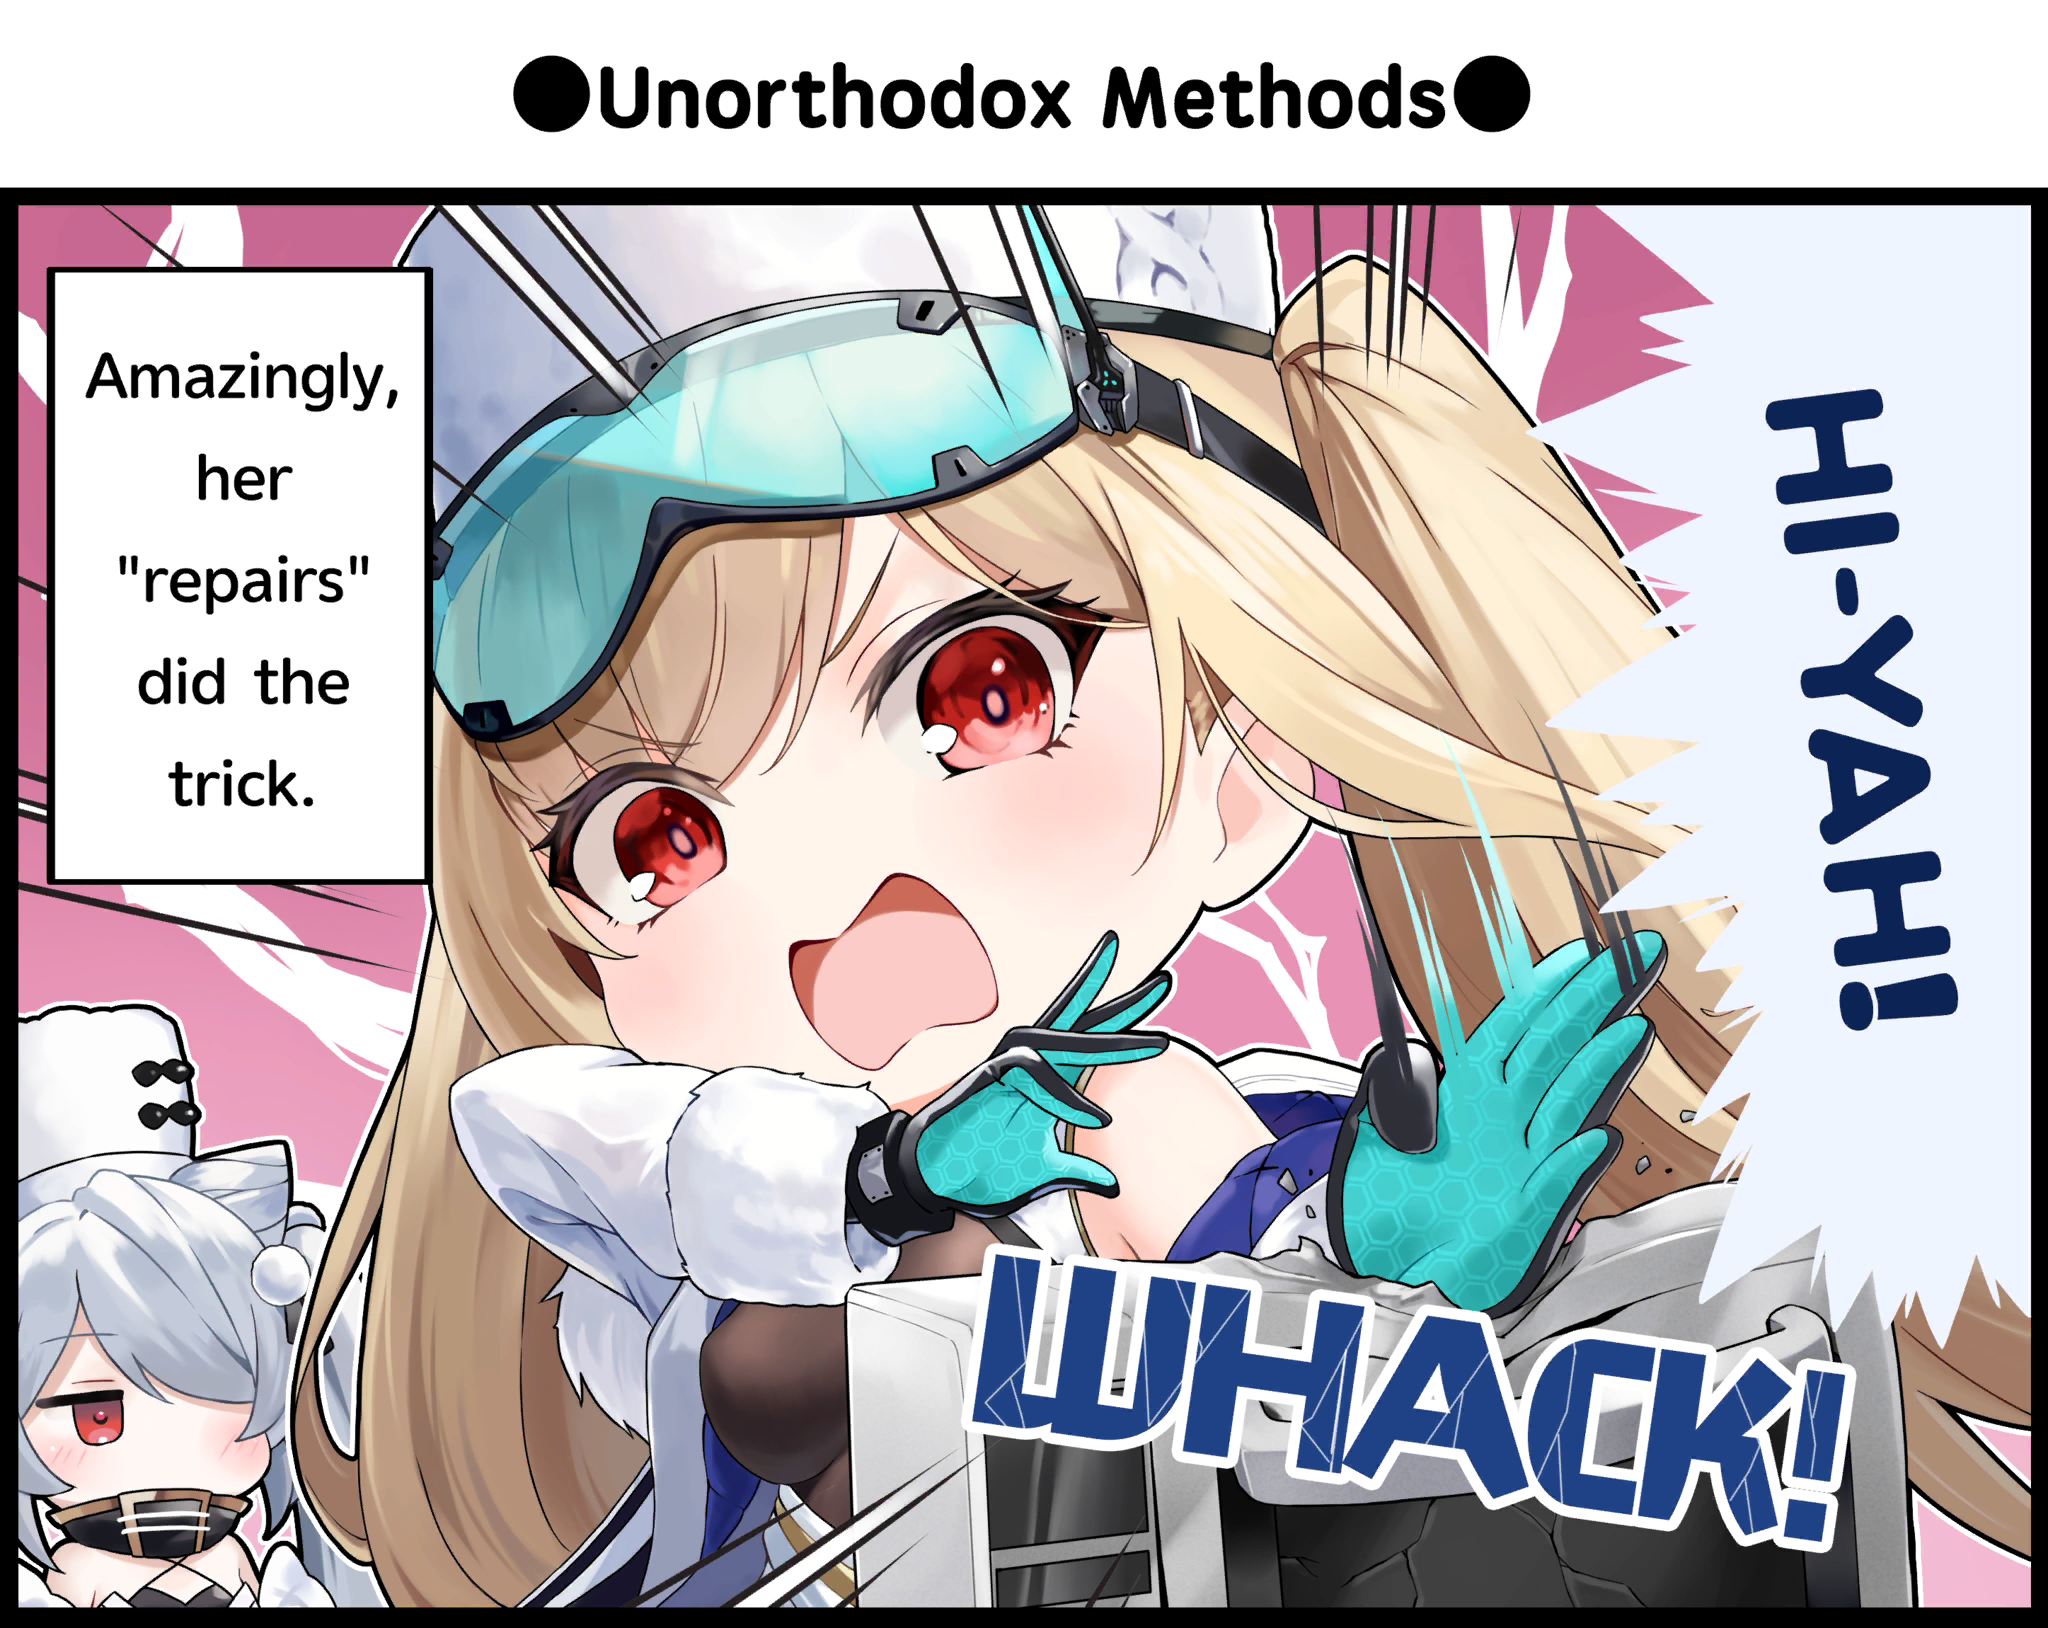 ●Unorthodox Methods●
Amazingly,
her
"repairs"
did the
trick.
HI-YAH!
WHACK!